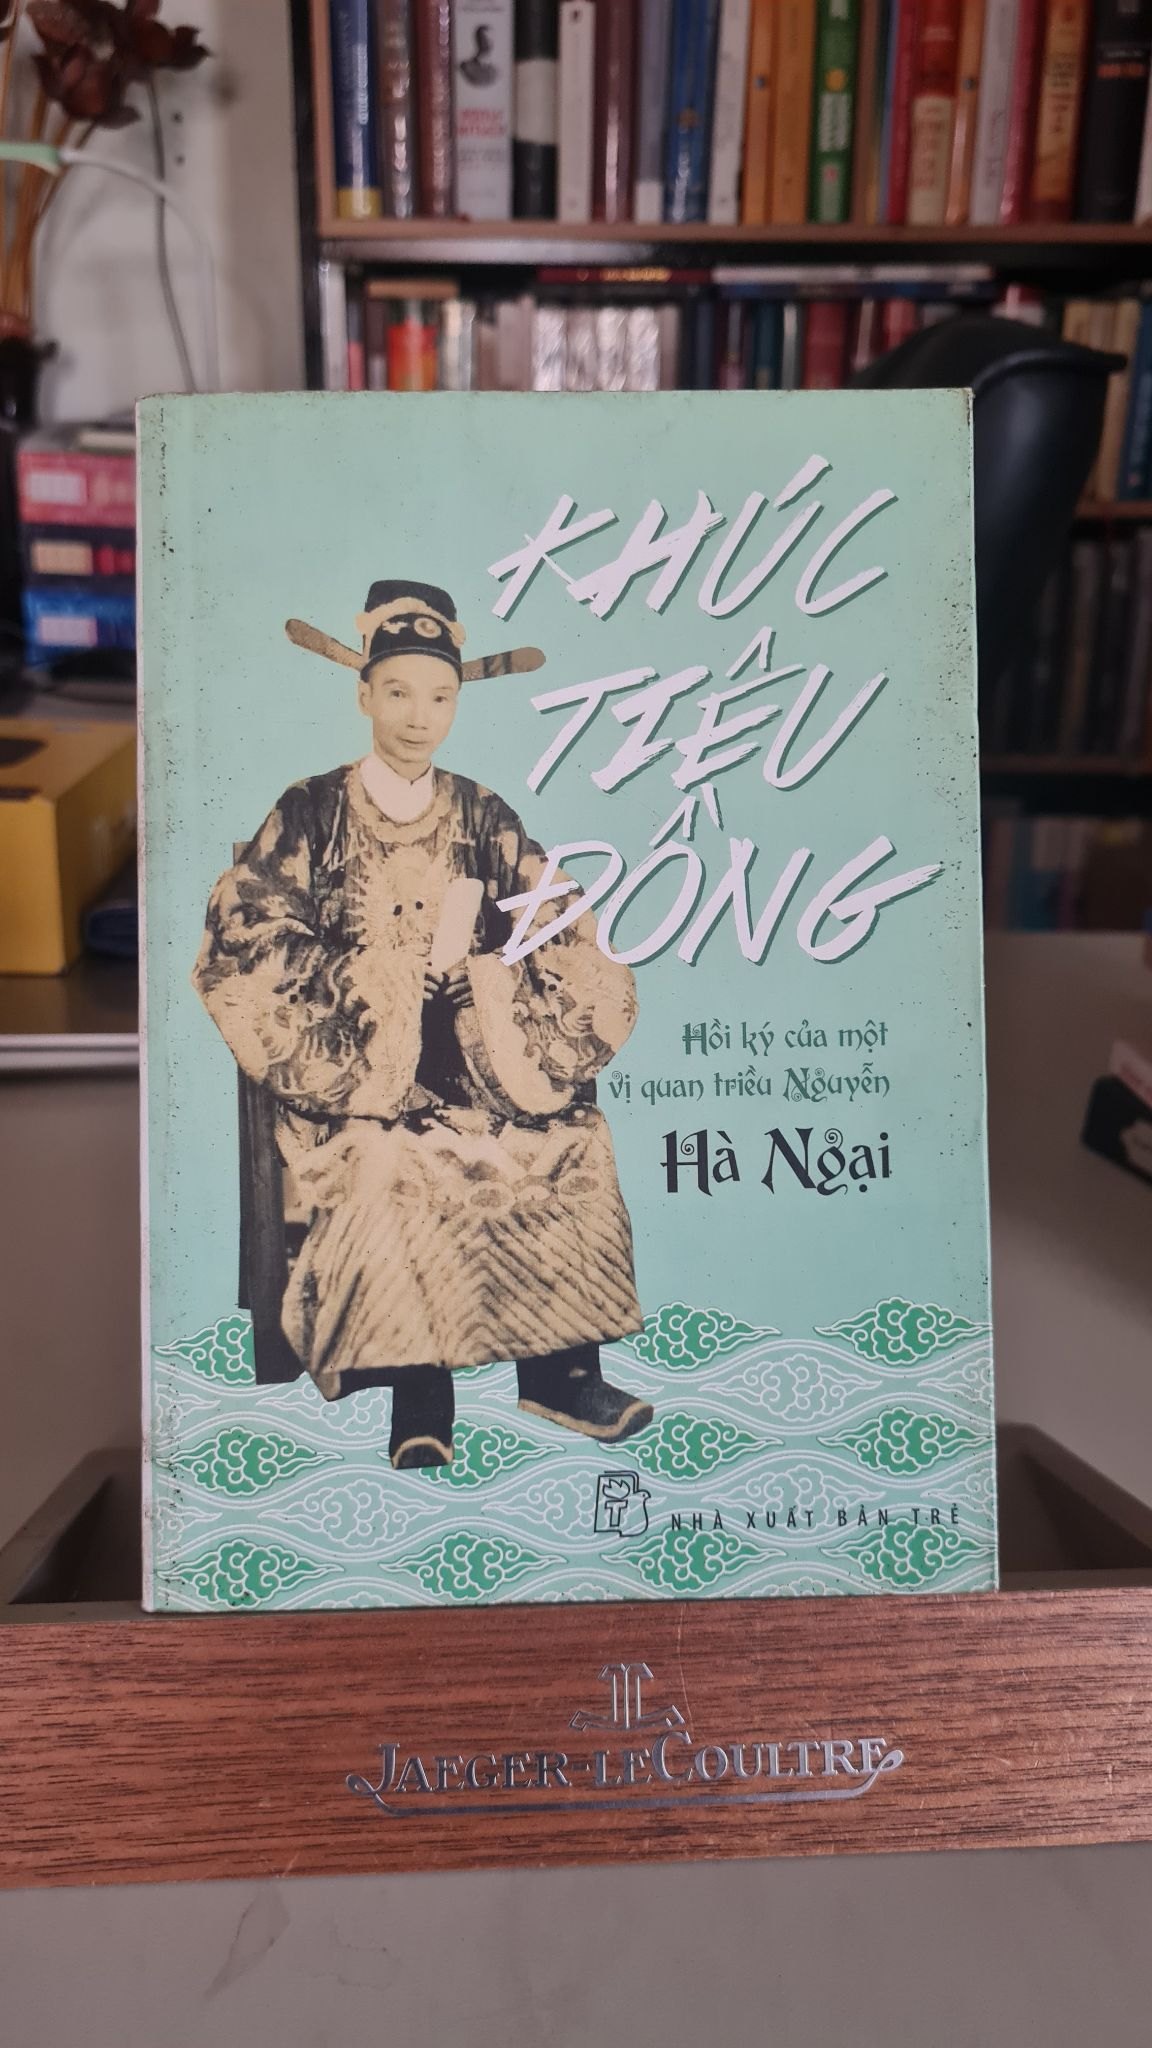 KHÚC
TIÊU
ĐỒNG
Hồi ký của một
vị quan triều Nguyễn
Hà Ngại
NHÀ XUẤT BẢN TRẺ
JAEGER-LECOULTRE